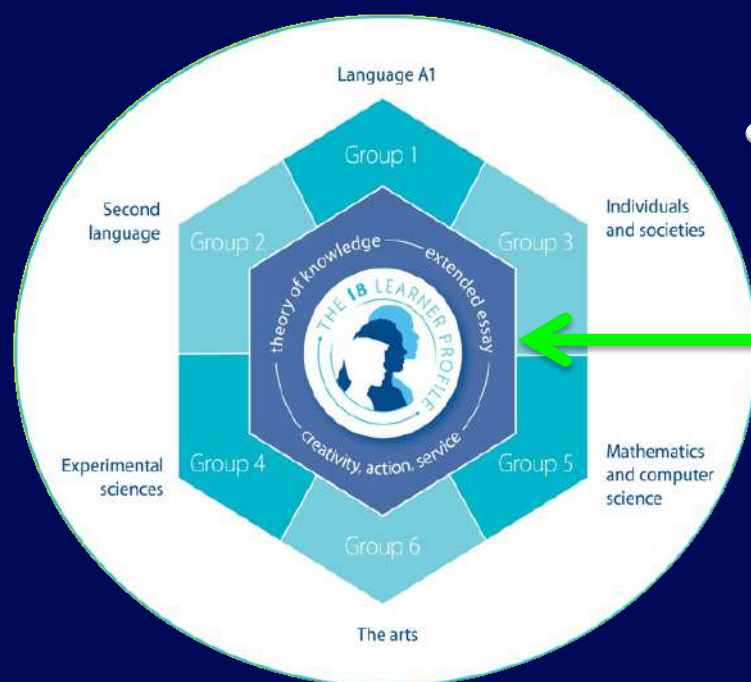 Language A1
Group 1
Second
language
Group 2
Group 3
Individuals
and societies
theory of knowledge
extended essay
THE IB LEARNER PROFILE
creativity, action, service
Experimental
sciences
Group 4
Group 5
Mathematics
and computer
science
Group 6
The arts